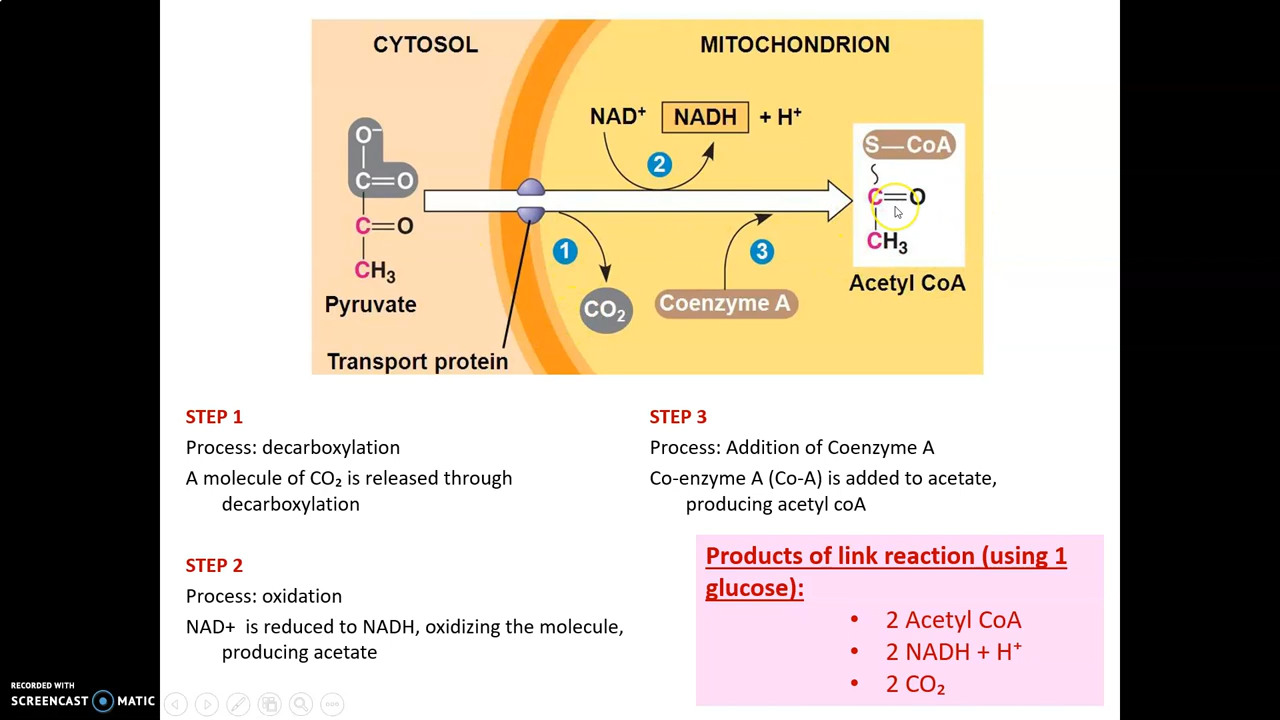 CYTOSOL
MITOCHONDRION
NAD⁺ NADH + H⁺
O⁻
C=O
C=O
CH₃
Pyruvate
2
1
3
CO₂
Coenzyme A
S—CoA
C=O
CH₃
Acetyl CoA
Transport protein
STEP 1
Process: decarboxylation
A molecule of CO₂ is released through
decarboxylation
STEP 2
Process: oxidation
NAD+ is reduced to NADH, oxidizing the molecule,
producing acetate
STEP 3
Process: Addition of Coenzyme A
Co-enzyme A (Co-A) is added to acetate,
producing acetyl coA
Products of link reaction (using 1
glucose):
• 2 Acetyl CoA
• 2 NADH + H⁺
• 2 CO₂
RECORDED WITH
SCREENCAST MATIC